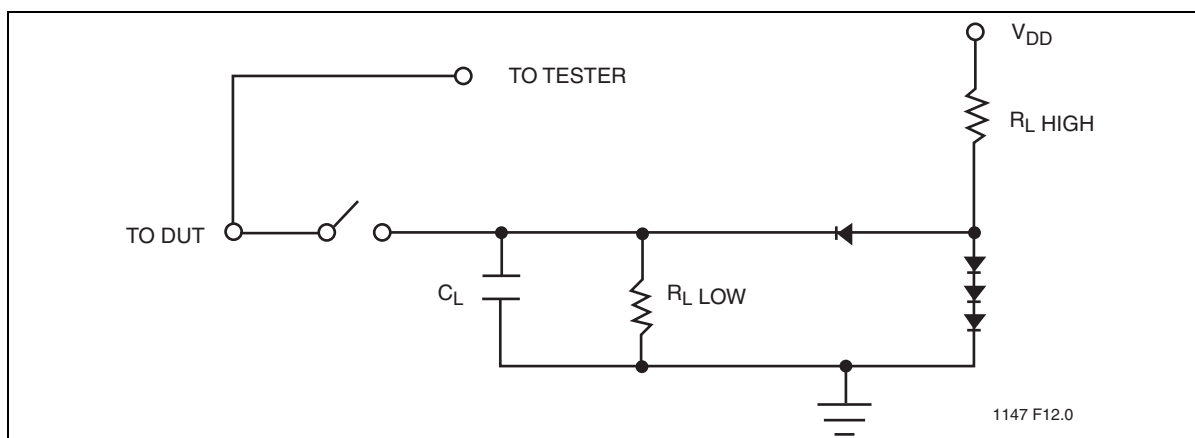 V_DD
TO TESTER
R_L HIGH
TO DUT
C_L
R_L LOW
1147 F12.0